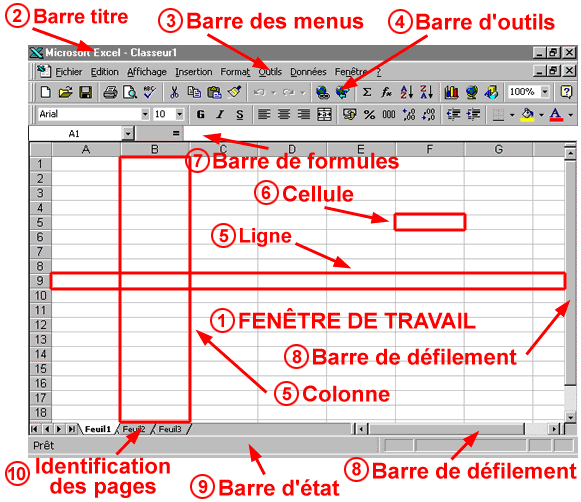 ② Barre titre
③ Barre des menus
④ Barre d'outils
Microsoft Excel - Classeur1
Fichier Edition Affichage Insertion Format Outils Données Fenêtre ?
100%
Arial 10 G I S % 000
A1 =
⑦ Barre de formules
A B C D E F G
1
2
⑥ Cellule
3
4
5
⑤ Ligne
6
7
8
9
10
11
① FENÊTRE DE TRAVAIL
12
13
⑧ Barre de défilement
14
15
16
⑤ Colonne
17
18
Feuil1 Feuil2 Feuil3
Prêt
⑩ Identification
des pages
⑨ Barre d'état
⑧ Barre de défilement